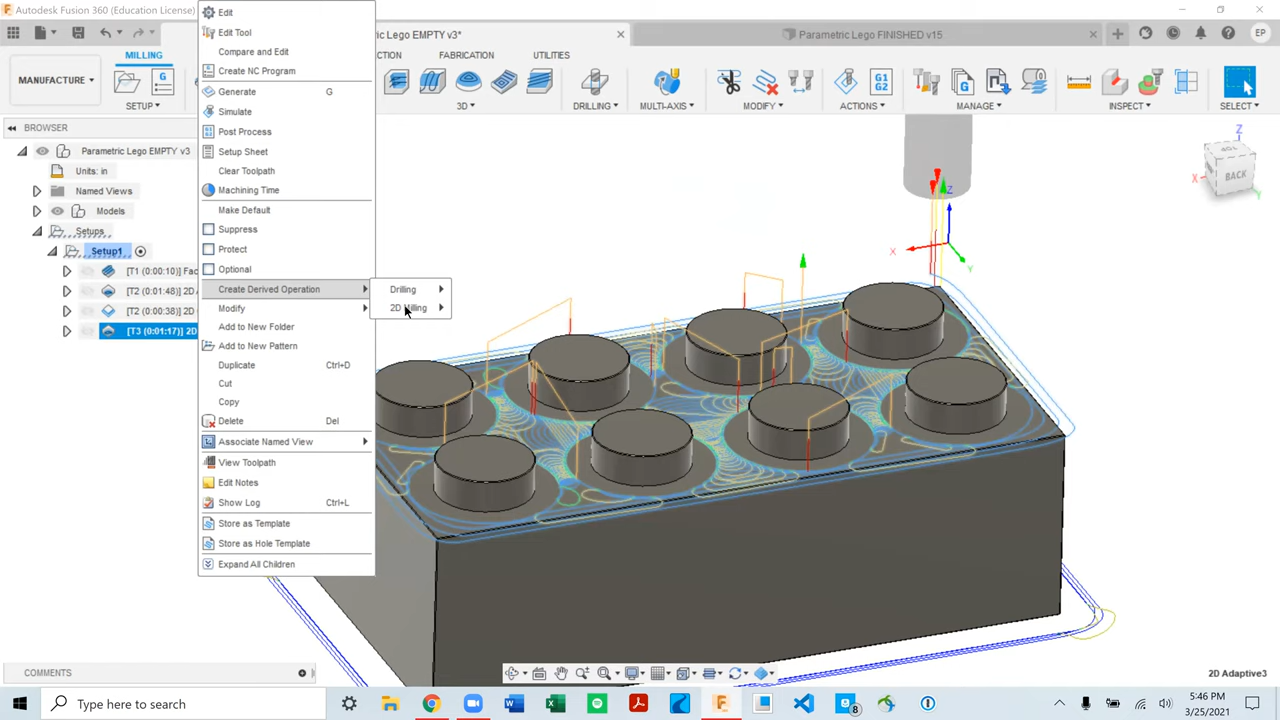 Autodesk Fusion 360 (Education License)
tric Lego EMPTY v3*
Parametric Lego FINISHED v15
EP
MILLING
CTION
FABRICATION
UTILITIES
MANUFACTURE
SETUP
3D
DRILLING
MULTI-AXIS
MODIFY
ACTIONS
MANAGE
INSPECT
SELECT
G
G1
G2
BROWSER
Parametric Lego EMPTY v3
Units: in
Named Views
Models
Setups
Setup1
[T1 (0:00:10)] Fac
[T2 (0:01:48)] 2D
[T2 (0:00:38)] 2D
[T3 (0:01:17)] 2D
Edit
Edit Tool
Compare and Edit
Create NC Program
Generate G
Simulate
Post Process
Setup Sheet
Clear Toolpath
Machining Time
Make Default
Suppress
Protect
Optional
Create Derived Operation
Modify
Add to New Folder
Add to New Pattern
Duplicate Ctrl+D
Cut
Copy
Delete Del
Associate Named View
View Toolpath
Edit Notes
Show Log Ctrl+L
Store as Template
Store as Hole Template
Expand All Children
Drilling
2D Milling
Z
X
Y
Z
BACK
X
Y
COMMENTS
2D Adaptive3
Type here to search
8
5:46 PM
3/25/2021